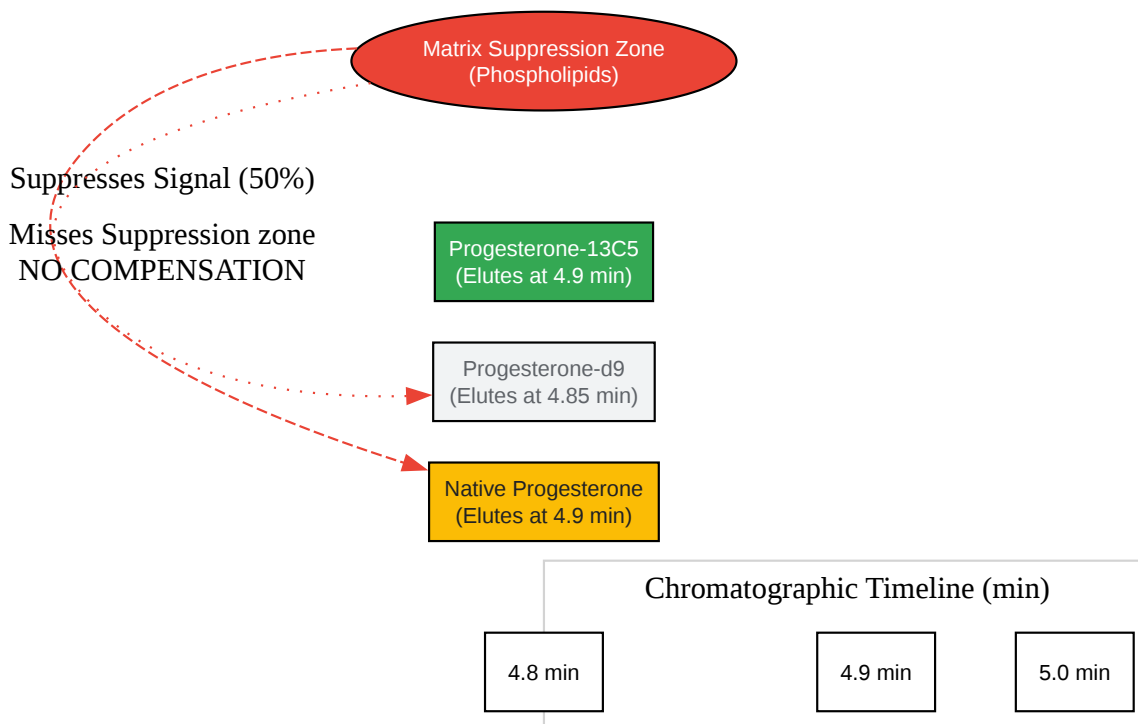 Matrix Suppression Zone
(Phospholipids)
Suppresses Signal (50%)
Misses Suppression zone
NO COMPENSATION
Progesterone-13C5
(Elutes at 4.9 min)
Progesterone-d9
(Elutes at 4.85 min)
Native Progesterone
(Elutes at 4.9 min)
Chromatographic Timeline (min)
4.8 min
4.9 min
5.0 min